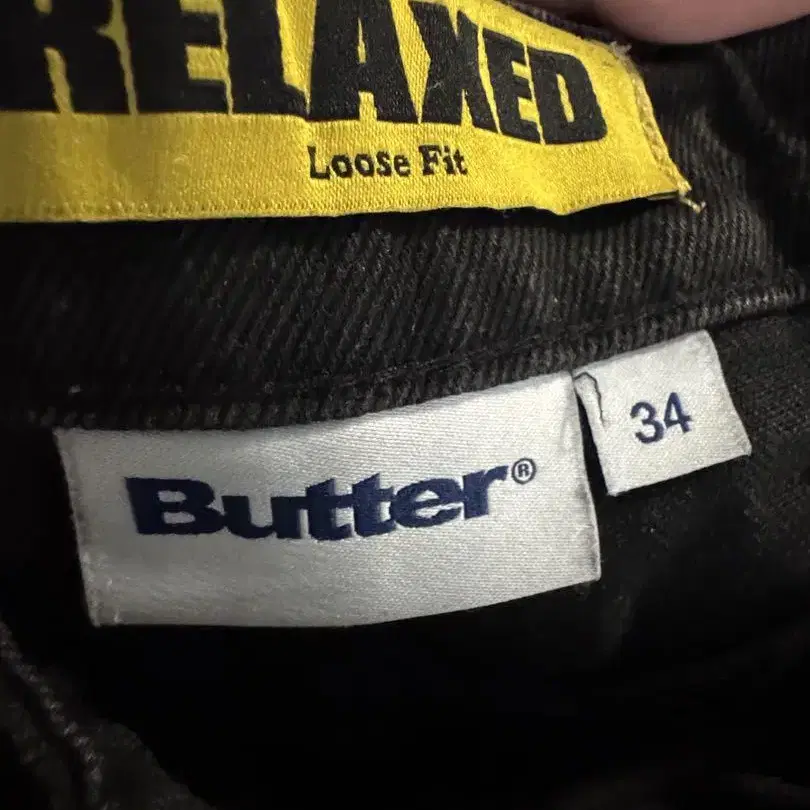 RELAXED
Loose Fit
Butter®
34